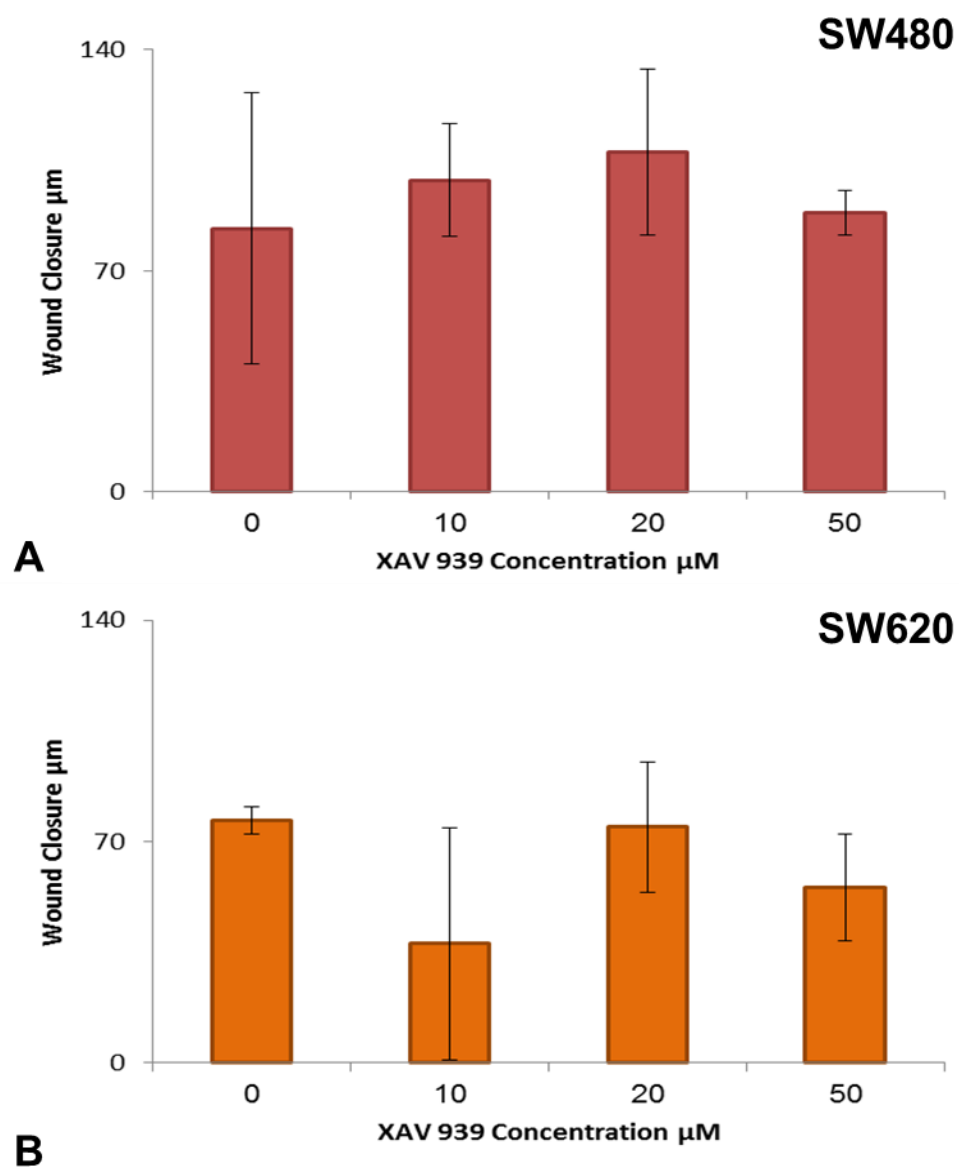 SW480
140
70
0
Wound Closure µm
0 10 20 50
XAV 939 Concentration µM
A
SW620
140
70
0
Wound Closure µm
0 10 20 50
XAV 939 Concentration µM
B